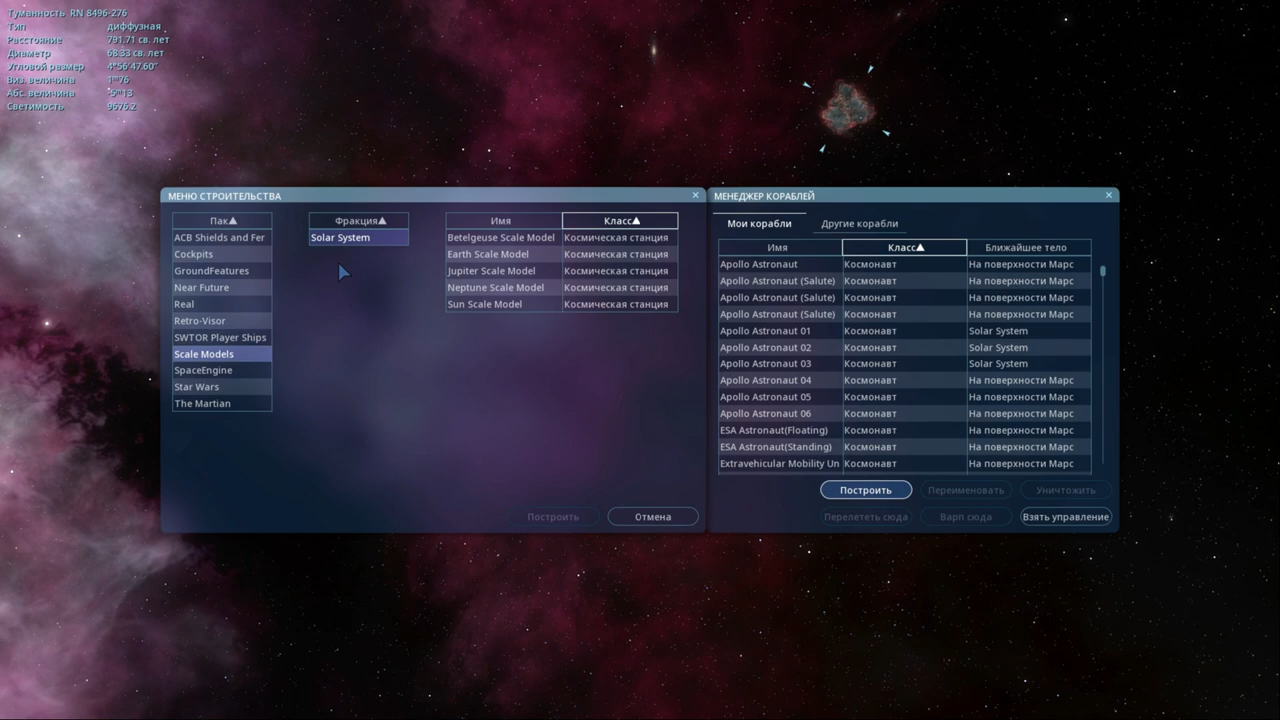 Туманность RN 8496-276
Тип диффузная
Расстояние 791.71 св. лет
Диаметр 68.33 св. лет
Угловой размер 4°56'47.60"
Виз. величина 1ᵐ76
Абс. величина -5ᵐ13
Светимость 9676.2
МЕНЮ СТРОИТЕЛЬСТВА
Пак▲
ACB Shields and Fer
Cockpits
GroundFeatures
Near Future
Real
Retro-Visor
SWTOR Player Ships
Scale Models
SpaceEngine
Star Wars
The Martian
Фракция▲
Solar System
Имя Класс▲
Betelgeuse Scale Model Космическая станция
Earth Scale Model Космическая станция
Jupiter Scale Model Космическая станция
Neptune Scale Model Космическая станция
Sun Scale Model Космическая станция
Построить Отмена
МЕНЕДЖЕР КОРАБЛЕЙ
Мои корабли Другие корабли
Имя Класс▲ Ближайшее тело
Apollo Astronaut Космонавт На поверхности Марс
Apollo Astronaut (Salute) Космонавт На поверхности Марс
Apollo Astronaut (Salute) Космонавт На поверхности Марс
Apollo Astronaut (Salute) Космонавт На поверхности Марс
Apollo Astronaut 01 Космонавт Solar System
Apollo Astronaut 02 Космонавт Solar System
Apollo Astronaut 03 Космонавт Solar System
Apollo Astronaut 04 Космонавт На поверхности Марс
Apollo Astronaut 05 Космонавт На поверхности Марс
Apollo Astronaut 06 Космонавт На поверхности Марс
ESA Astronaut(Floating) Космонавт На поверхности Марс
ESA Astronaut(Standing) Космонавт На поверхности Марс
Extravehicular Mobility Un Космонавт На поверхности Марс
Построить Переименовать Уничтожить
Перелететь сюда Варп сюда Взять управление